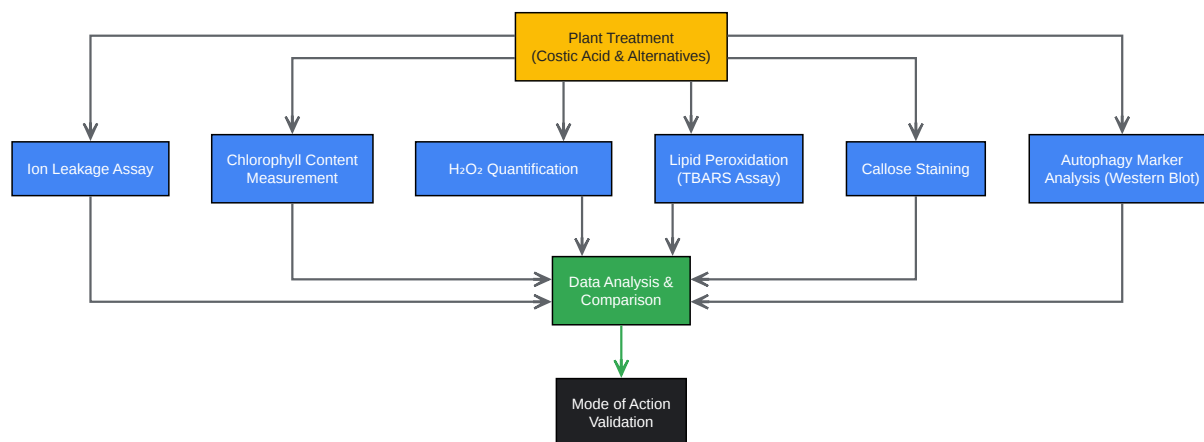 Plant Treatment
(Costic Acid & Alternatives)
Ion Leakage Assay
Chlorophyll Content
Measurement
H₂O₂ Quantification
Lipid Peroxidation
(TBARS Assay)
Callose Staining
Autophagy Marker
Analysis (Western Blot)
Data Analysis &
Comparison
Mode of Action
Validation